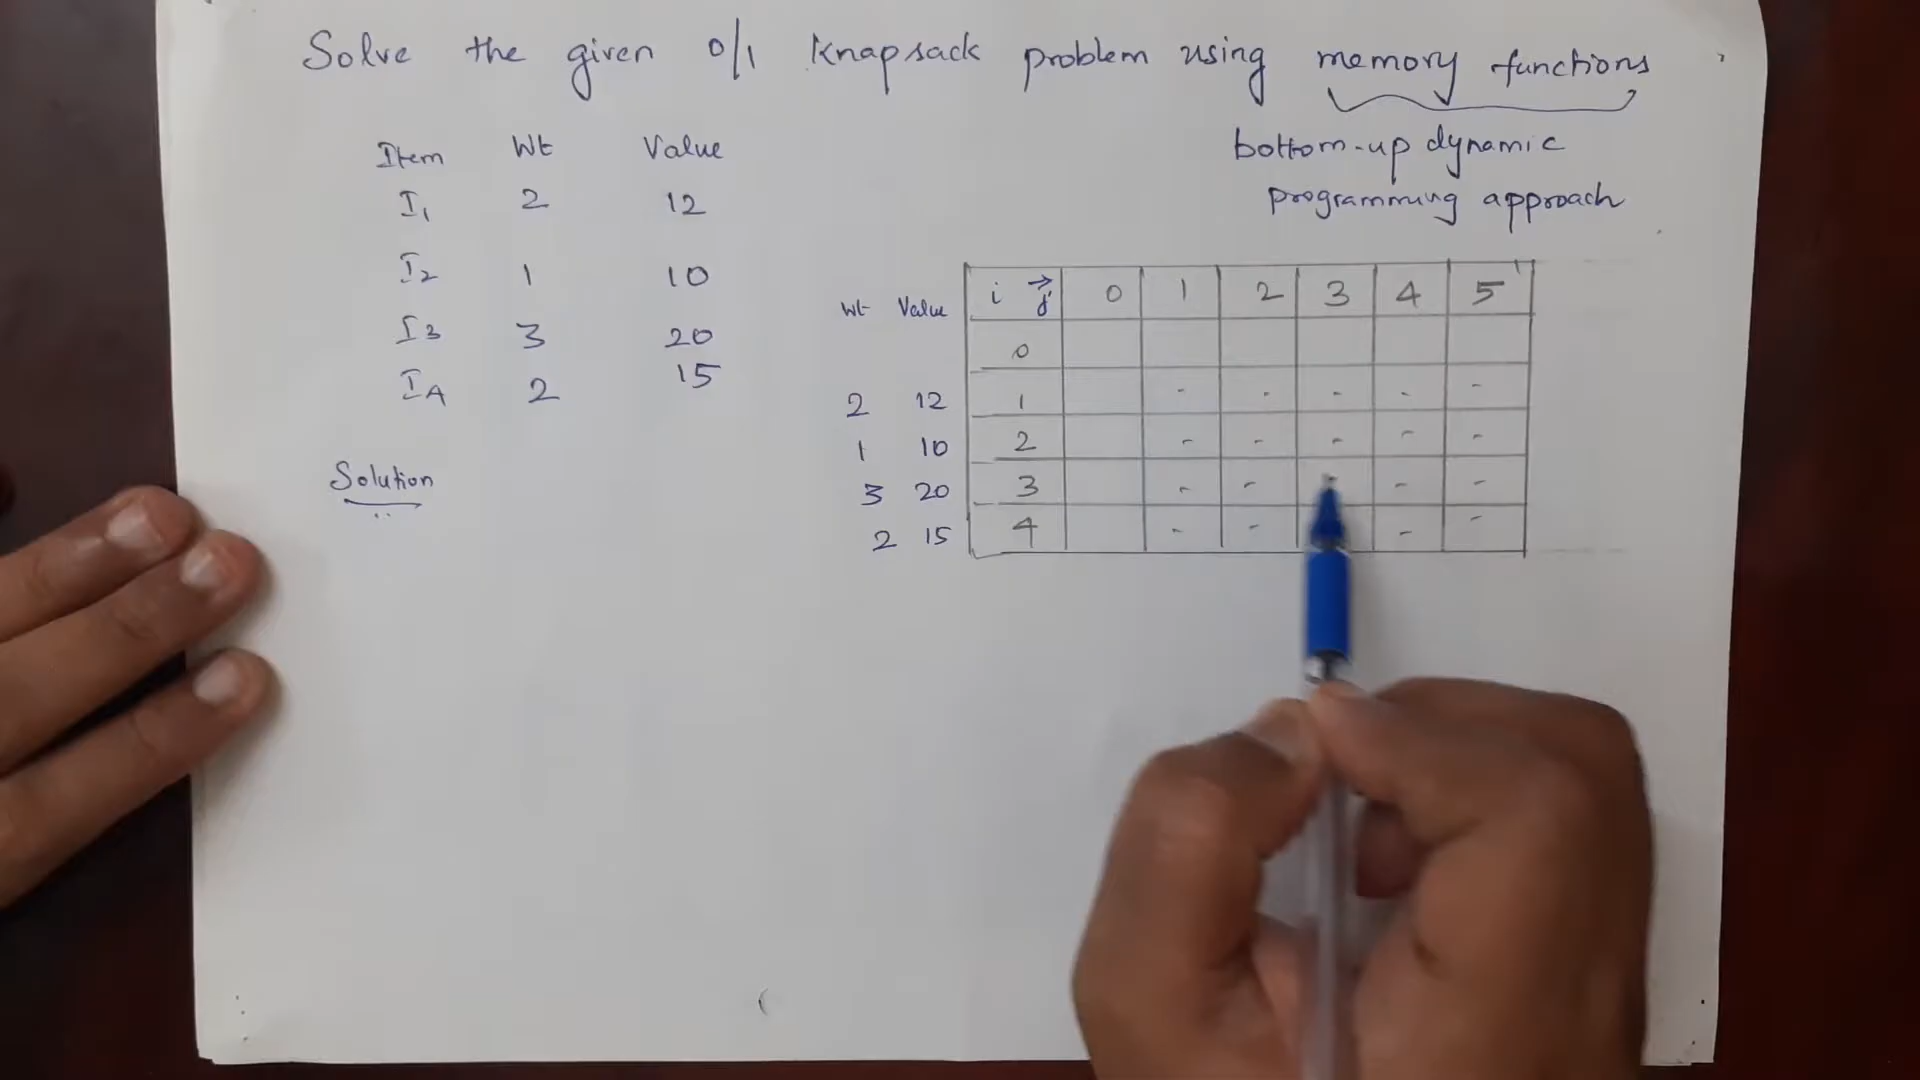 Solve the given 0/1 Knapsack problem using memory functions
bottom-up dynamic
programming approach
Item Wt Value
I1 2 12
I2 1 10
I3 3 20
I4 2 15
Solution
Wt Value i j 0 1 2 3 4 5
0
2 12 1 - - - - -
1 10 2 - - - - -
3 20 3 - - - - -
2 15 4 - - - -